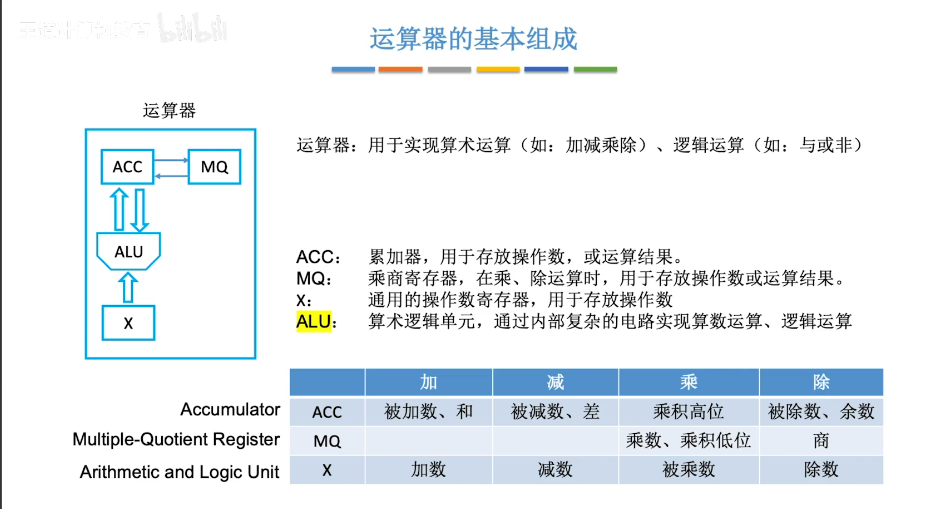 bilibili
运算器的基本组成
运算器
ACC
MQ
ALU
X
运算器：用于实现算术运算（如：加减乘除）、逻辑运算（如：与或非）
ACC： 累加器，用于存放操作数，或运算结果。
MQ： 乘商寄存器，在乘、除运算时，用于存放操作数或运算结果。
X： 通用的操作数寄存器，用于存放操作数
ALU： 算术逻辑单元，通过内部复杂的电路实现算数运算、逻辑运算
加 减 乘 除
Accumulator ACC 被加数、和 被减数、差 乘积高位 被除数、余数
Multiple-Quotient Register MQ 乘数、乘积低位 商
Arithmetic and Logic Unit X 加数 减数 被乘数 除数